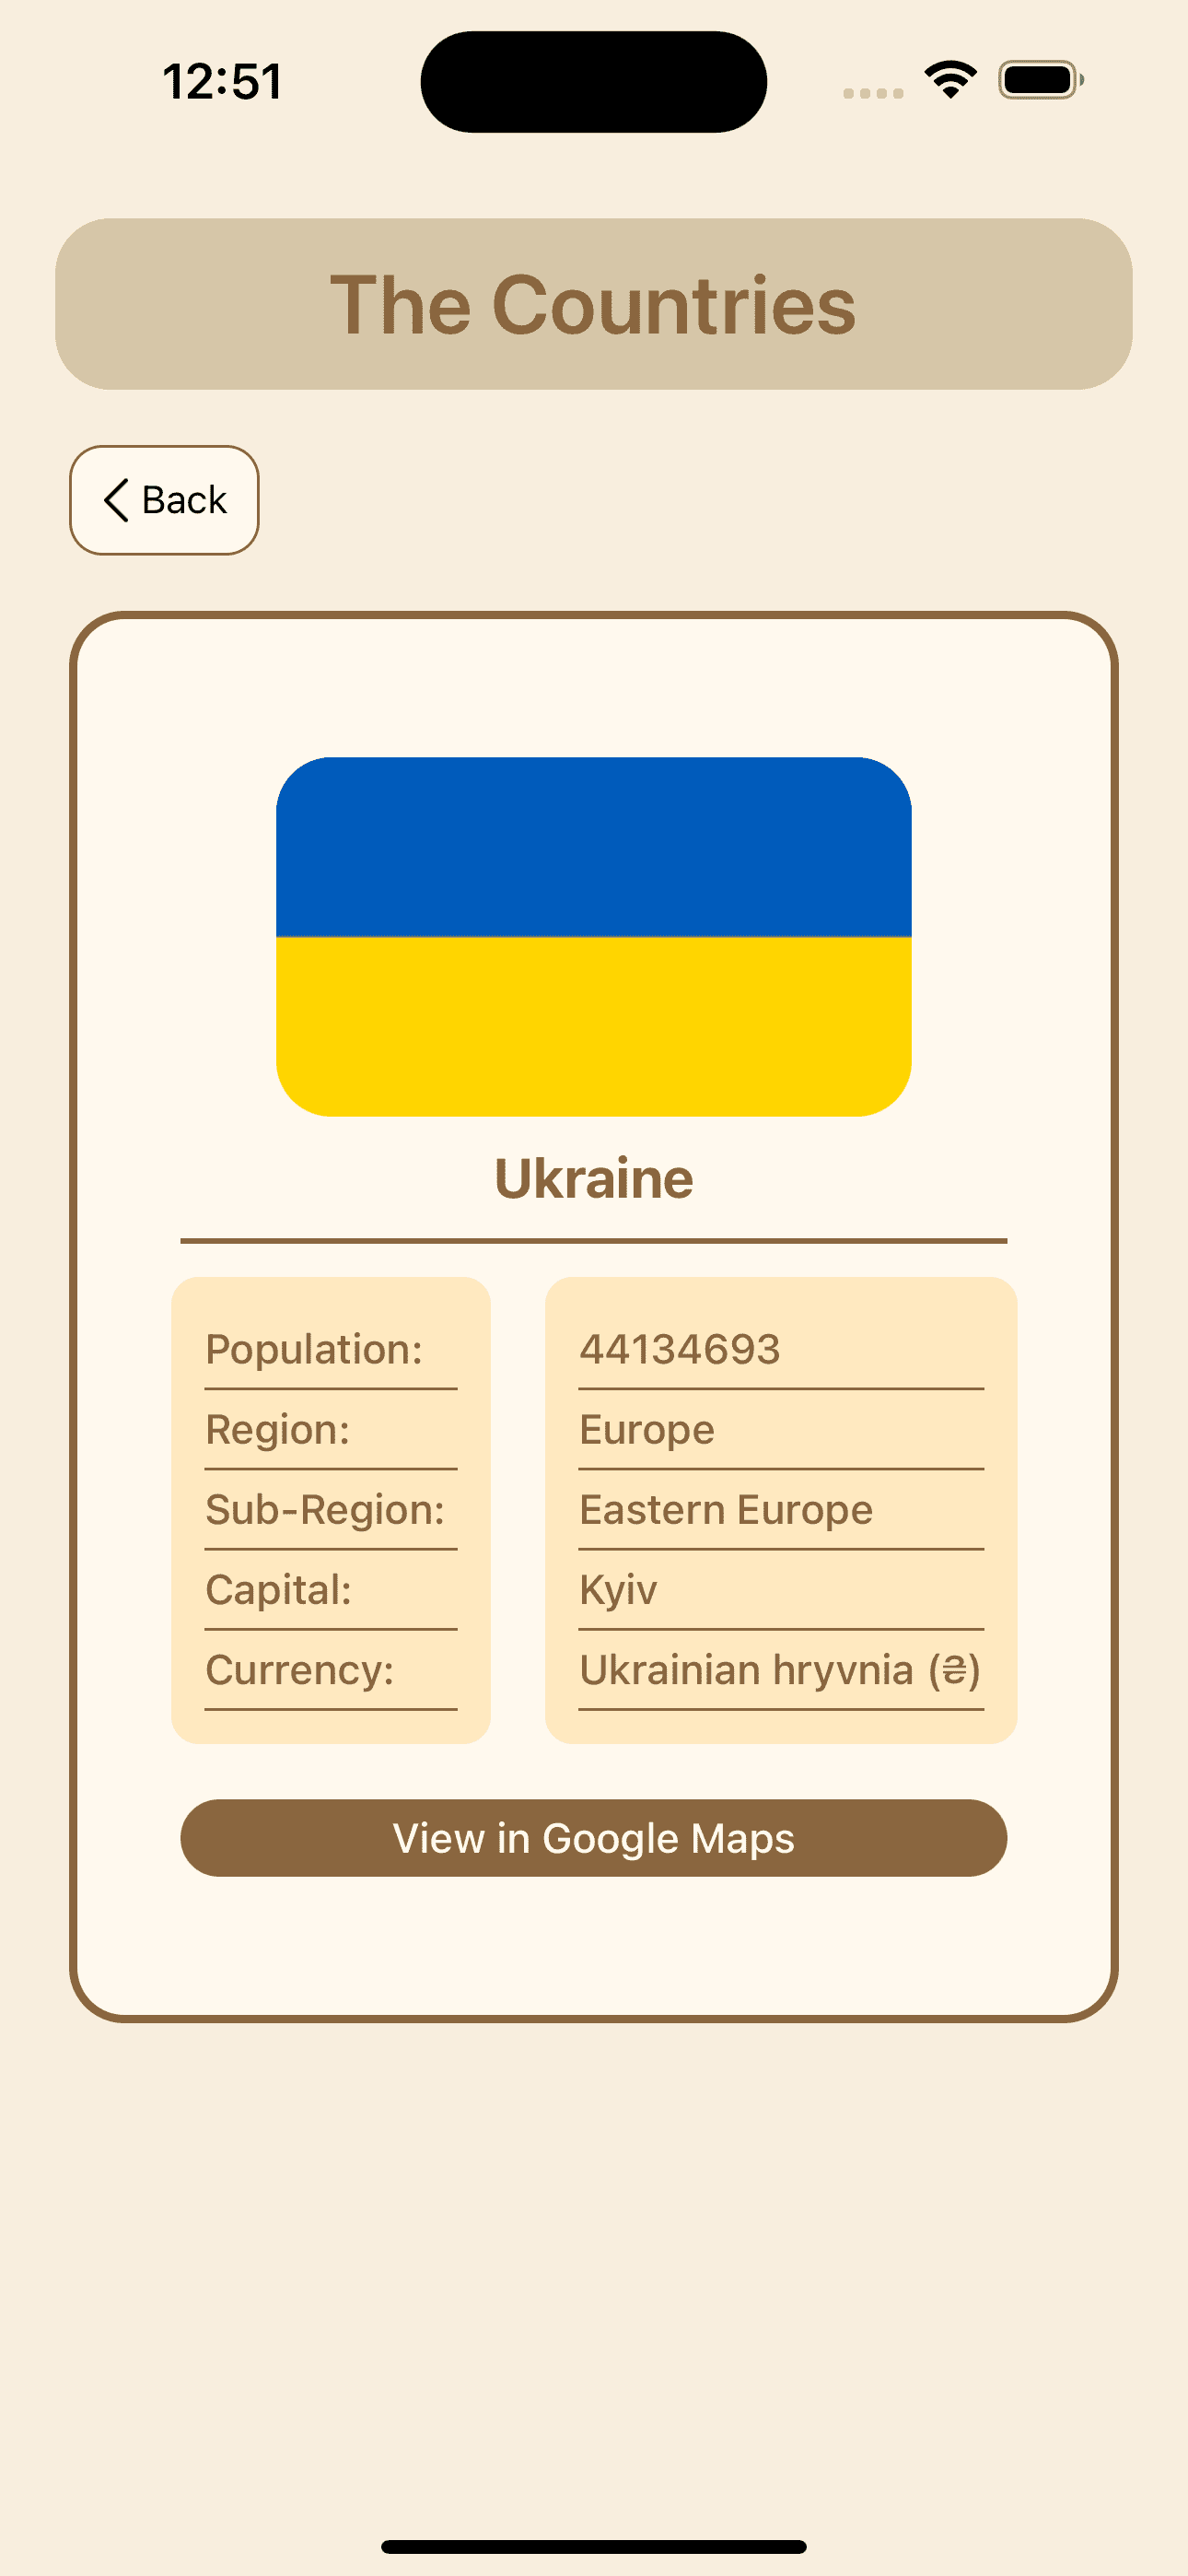 12:51
The Countries
Back
Ukraine
Population: 44134693
Region: Europe
Sub-Region: Eastern Europe
Capital: Kyiv
Currency: Ukrainian hryvnia (₴)
View in Google Maps